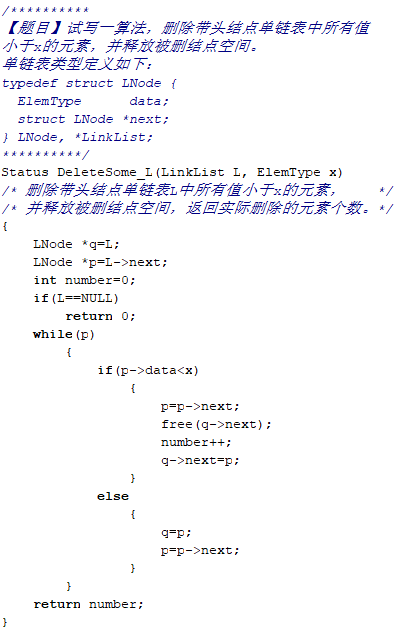 /**********
【题目】试写一算法，删除带头结点单链表中所有值
小于x的元素，并释放被删结点空间。
单链表类型定义如下：
typedef struct LNode {
  ElemType      data;
  struct LNode *next;
} LNode, *LinkList;
**********/
Status DeleteSome_L(LinkList L, ElemType x)
/* 删除带头结点单链表L中所有值小于x的元素，    */
/* 并释放被删结点空间，返回实际删除的元素个数。*/
{
    LNode *q=L;
    LNode *p=L->next;
    int number=0;
    if(L==NULL)
        return 0;
    while(p)
        {
            if(p->data<x)
                {
                    p=p->next;
                    free(q->next);
                    number++;
                    q->next=p;
                }
            else
                {
                    q=p;
                    p=p->next;
                }
        }
    return number;
}